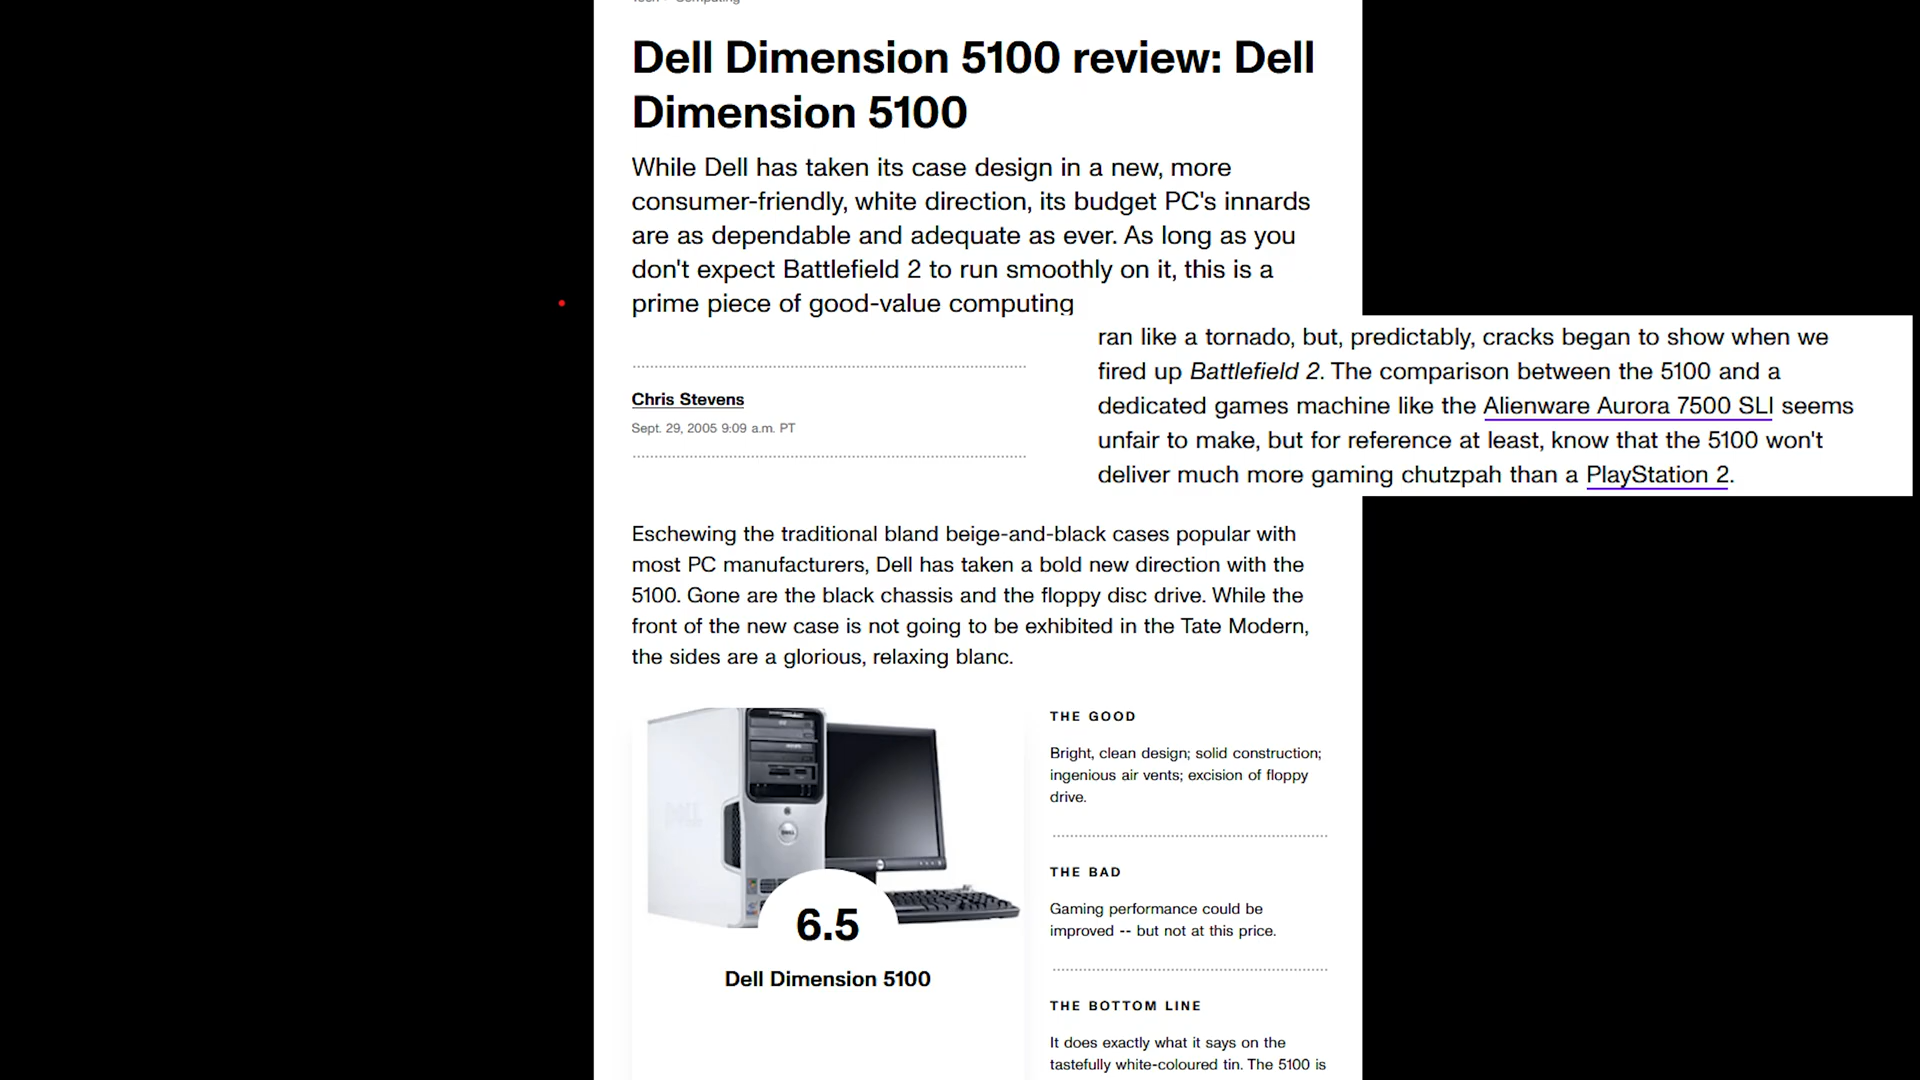 Dell Dimension 5100 review: Dell
Dimension 5100
While Dell has taken its case design in a new, more
consumer-friendly, white direction, its budget PC's innards
are as dependable and adequate as ever. As long as you
don't expect Battlefield 2 to run smoothly on it, this is a
prime piece of good-value computing
Chris Stevens
Sept. 29, 2005 9:09 a.m. PT
ran like a tornado, but, predictably, cracks began to show when we
fired up Battlefield 2. The comparison between the 5100 and a
dedicated games machine like the Alienware Aurora 7500 SLI seems
unfair to make, but for reference at least, know that the 5100 won't
deliver much more gaming chutzpah than a PlayStation 2.
Eschewing the traditional bland beige-and-black cases popular with
most PC manufacturers, Dell has taken a bold new direction with the
5100. Gone are the black chassis and the floppy disc drive. While the
front of the new case is not going to be exhibited in the Tate Modern,
the sides are a glorious, relaxing blanc.
DELL
DELL
6.5
Dell Dimension 5100
THE GOOD
Bright, clean design; solid construction;
ingenious air vents; excision of floppy
drive.
THE BAD
Gaming performance could be
improved -- but not at this price.
THE BOTTOM LINE
It does exactly what it says on the
tastefully white-coloured tin. The 5100 is